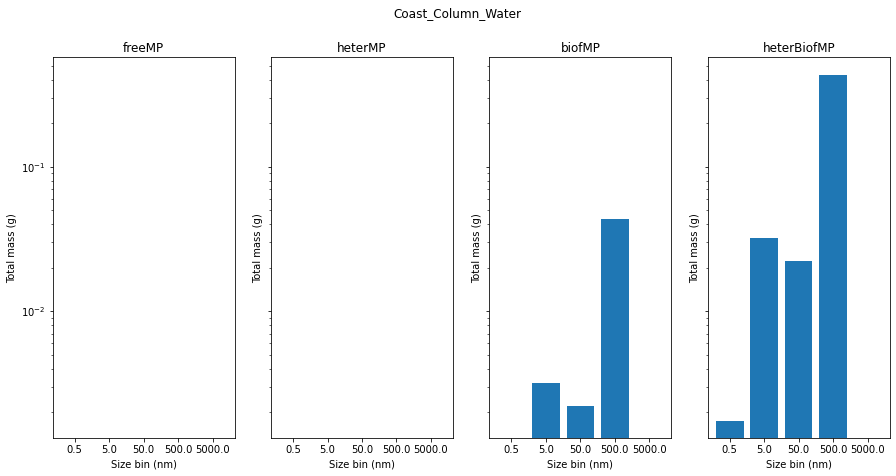 Coast_Column_Water
freeMP
heterMP
biofMP
heterBiofMP
Total mass (g)
10⁻¹
10⁻²
0.5 5.0 50.0 500.0 5000.0
Size bin (nm)
Total mass (g)
0.5 5.0 50.0 500.0 5000.0
Size bin (nm)
Total mass (g)
0.5 5.0 50.0 500.0 5000.0
Size bin (nm)
Total mass (g)
0.5 5.0 50.0 500.0 5000.0
Size bin (nm)